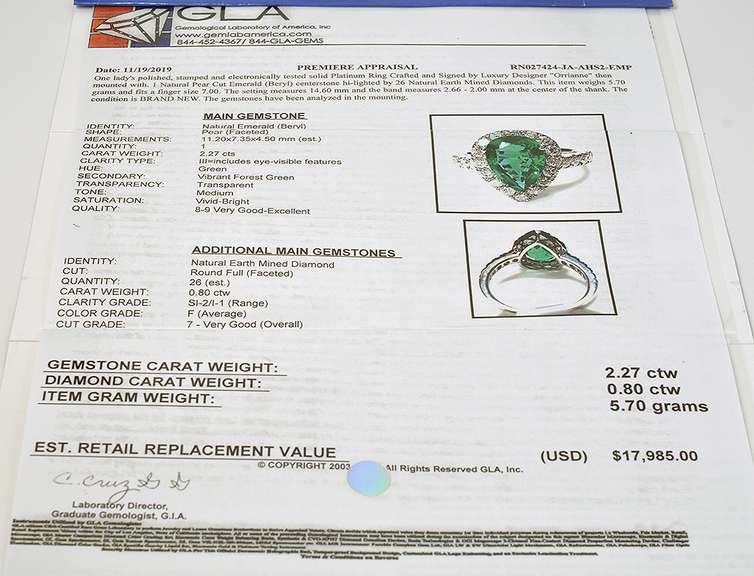 GLA
Gemological Laboratory of America, Inc
www.gemlabamerica.com
844-452-4367/ 844-GLA-GEMS
Date: 11/19/2019 PREMIERE APPRAISAL RN027424-JA-AHS2-EMP
One lady's polished, stamped and electronically tested solid Platinum Ring Crafted and Signed by Luxury Designer "Orrianne" then
mounted with. 1 Natural Pear Cut Emerald (Beryl) centerstone hi-lighted by 26 Natural Earth Mined Diamonds. This item weighs 5.70
grams and fits a finger size 7.00. The setting measures 14.60 mm and the band measures 2.66 - 2.00 mm at the center of the shank. The
condition is BRAND NEW. The gemstones have been analyzed in the mounting.
MAIN GEMSTONE
IDENTITY: Natural Emerald (Beryl)
SHAPE: Pear (Faceted)
MEASUREMENTS: 11.20x7.35x4.50 mm (est.)
QUANTITY: 1
CARAT WEIGHT: 2.27 cts
CLARITY TYPE: III=includes eye-visible features
HUE: Green
SECONDARY: Vibrant Forest Green
TRANSPARENCY: Transparent
TONE: Medium
SATURATION: Vivid-Bright
QUALITY: 8-9 Very Good-Excellent
ADDITIONAL MAIN GEMSTONES
IDENTITY: Natural Earth Mined Diamond
CUT: Round Full (Faceted)
QUANTITY: 26 (est.)
CARAT WEIGHT: 0.80 ctw
CLARITY GRADE: SI-2/I-1 (Range)
COLOR GRADE: F (Average)
CUT GRADE: 7 - Very Good (Overall)
GEMSTONE CARAT WEIGHT: 2.27 ctw
DIAMOND CARAT WEIGHT: 0.80 ctw
ITEM GRAM WEIGHT: 5.70 grams
EST. RETAIL REPLACEMENT VALUE (USD) $17,985.00
© COPYRIGHT 2003 All Rights Reserved GLA, Inc.
C. Cruz
Laboratory Director,
Graduate Gemologist, G.I.A.
Instruments Utilized by GLA Gemologists:
Terms & Conditions on Reverse